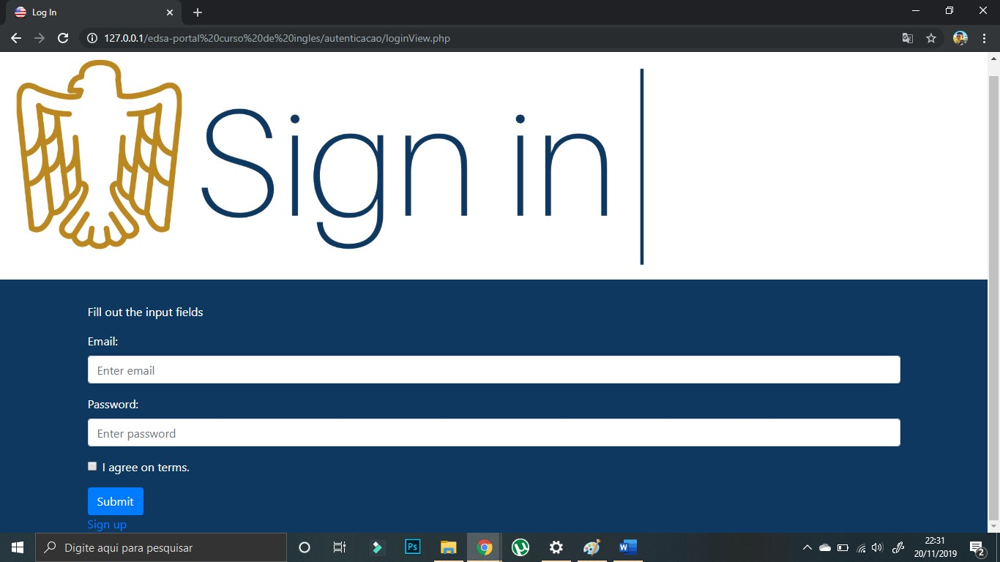 Log In
127.0.0.1/edsa-portal%20curso%20de%20ingles/autenticacao/loginView.php
Sign in
Fill out the input fields
Email:
Enter email
Password:
Enter password
I agree on terms.
Submit
Sign up
Digite aqui para pesquisar
Ps
W
22:31
20/11/2019
2